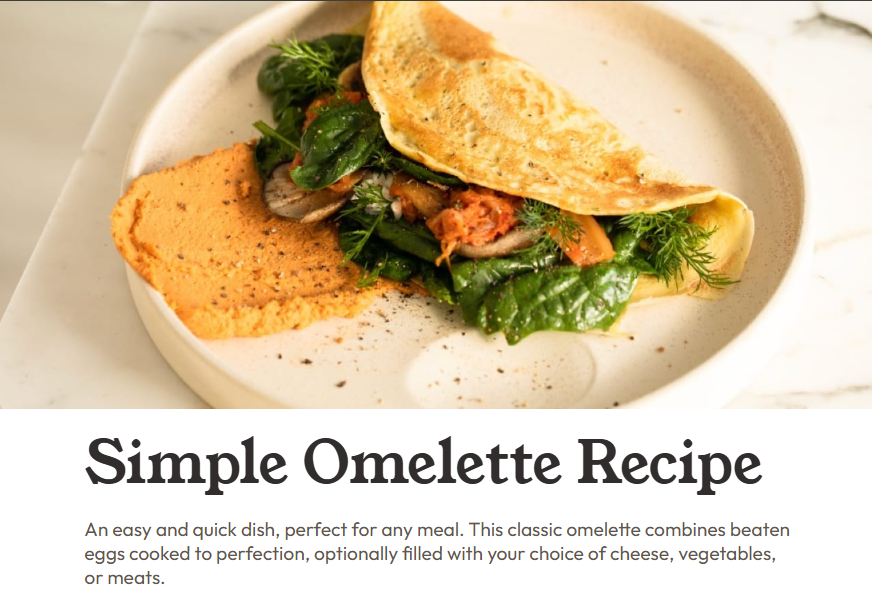 Simple Omelette Recipe
An easy and quick dish, perfect for any meal. This classic omelette combines beaten
eggs cooked to perfection, optionally filled with your choice of cheese, vegetables,
or meats.